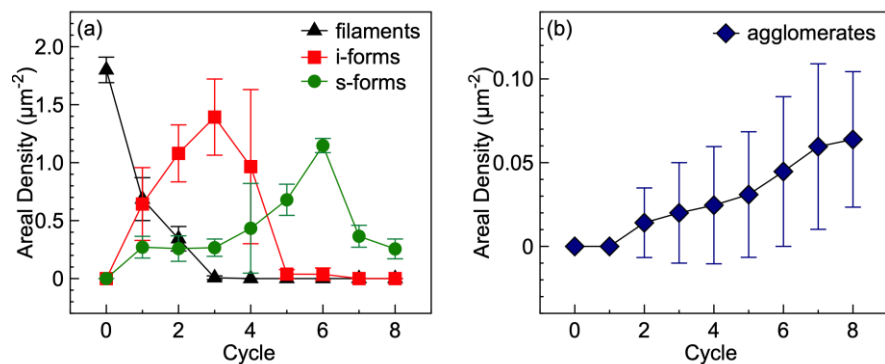 (a)
filaments
i-forms
s-forms
Areal Density (μm⁻²)
2.0
1.5
1.0
0.5
0
0 2 4 6 8
Cycle
(b)
agglomerates
Areal Density (μm⁻²)
0.10
0.05
0
0 2 4 6 8
Cycle